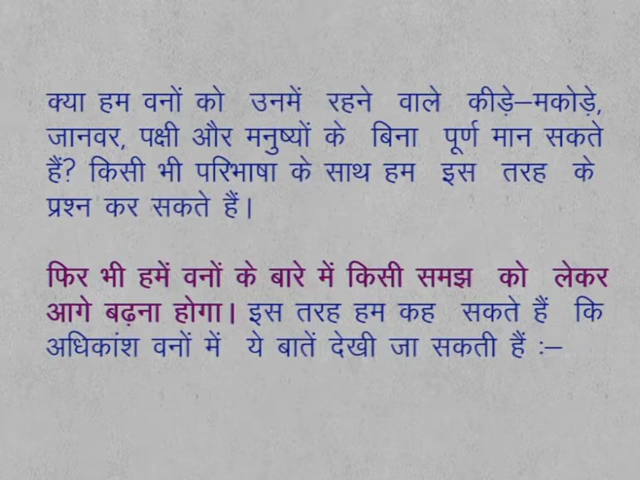 क्या हम वनों को उनमें रहने वाले कीड़े–मकोड़े,
जानवर, पक्षी और मनुष्यों के बिना पूर्ण मान सकते
हैं? किसी भी परिभाषा के साथ हम इस तरह के
प्रश्न कर सकते हैं।
फिर भी हमें वनों के बारे में किसी समझ को लेकर
आगे बढ़ना होगा। इस तरह हम कह सकते हैं कि
अधिकांश वनों में ये बातें देखी जा सकती हैं :–